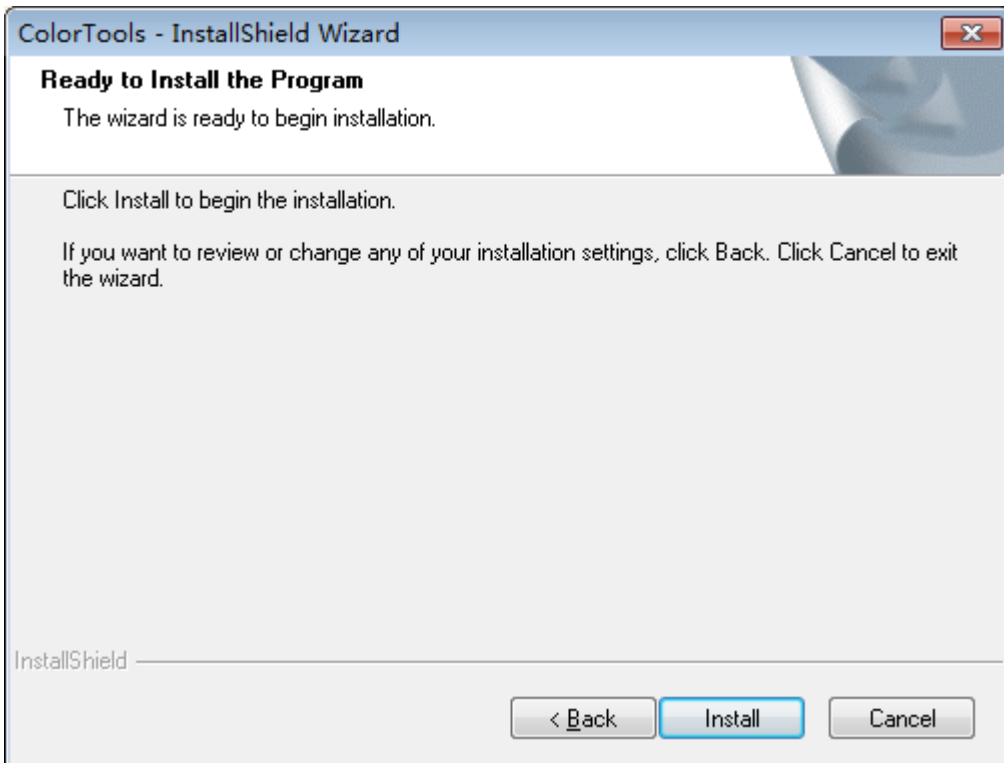 ColorTools - InstallShield Wizard
Ready to Install the Program
The wizard is ready to begin installation.
Click Install to begin the installation.
If you want to review or change any of your installation settings, click Back. Click Cancel to exit
the wizard.
InstallShield
< Back
Install
Cancel